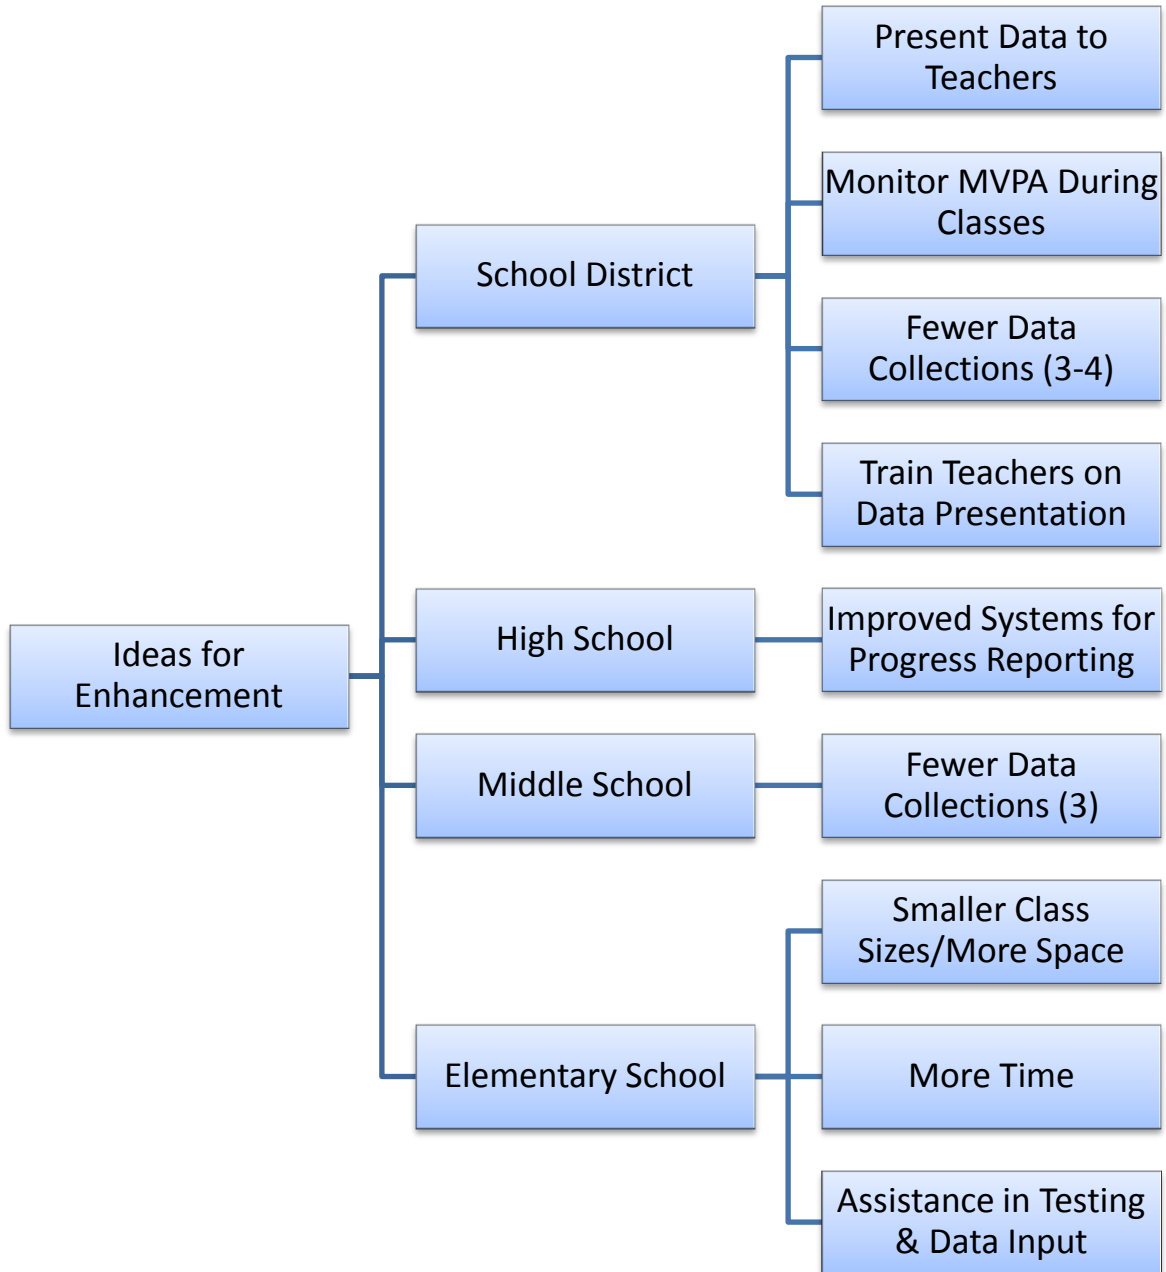 Ideas for
Enhancement
School District
Present Data to
Teachers
Monitor MVPA During
Classes
Fewer Data
Collections (3-4)
Train Teachers on
Data Presentation
High School
Improved Systems for
Progress Reporting
Middle School
Fewer Data
Collections (3)
Elementary School
Smaller Class
Sizes/More Space
More Time
Assistance in Testing
& Data Input